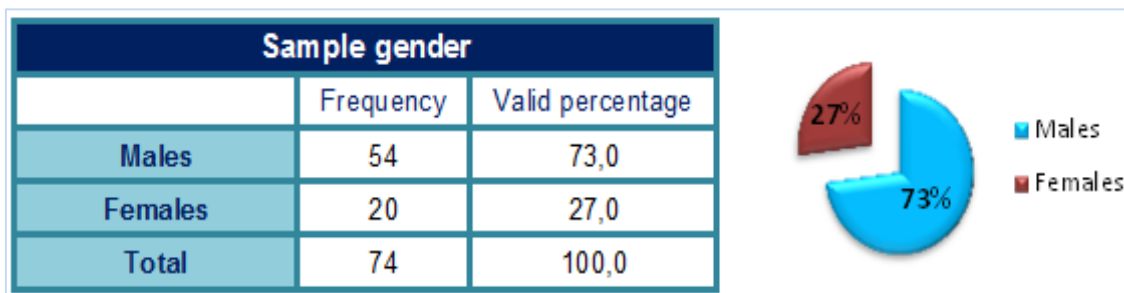 Sample gender
Frequency Valid percentage
Males 54 73,0
Females 20 27,0
Total 74 100,0
27%
73%
Males
Females